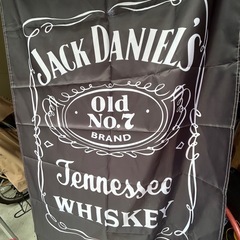 JACK DANIEL'S
Old
No.7
BRAND
Tennessee
WHISKEY